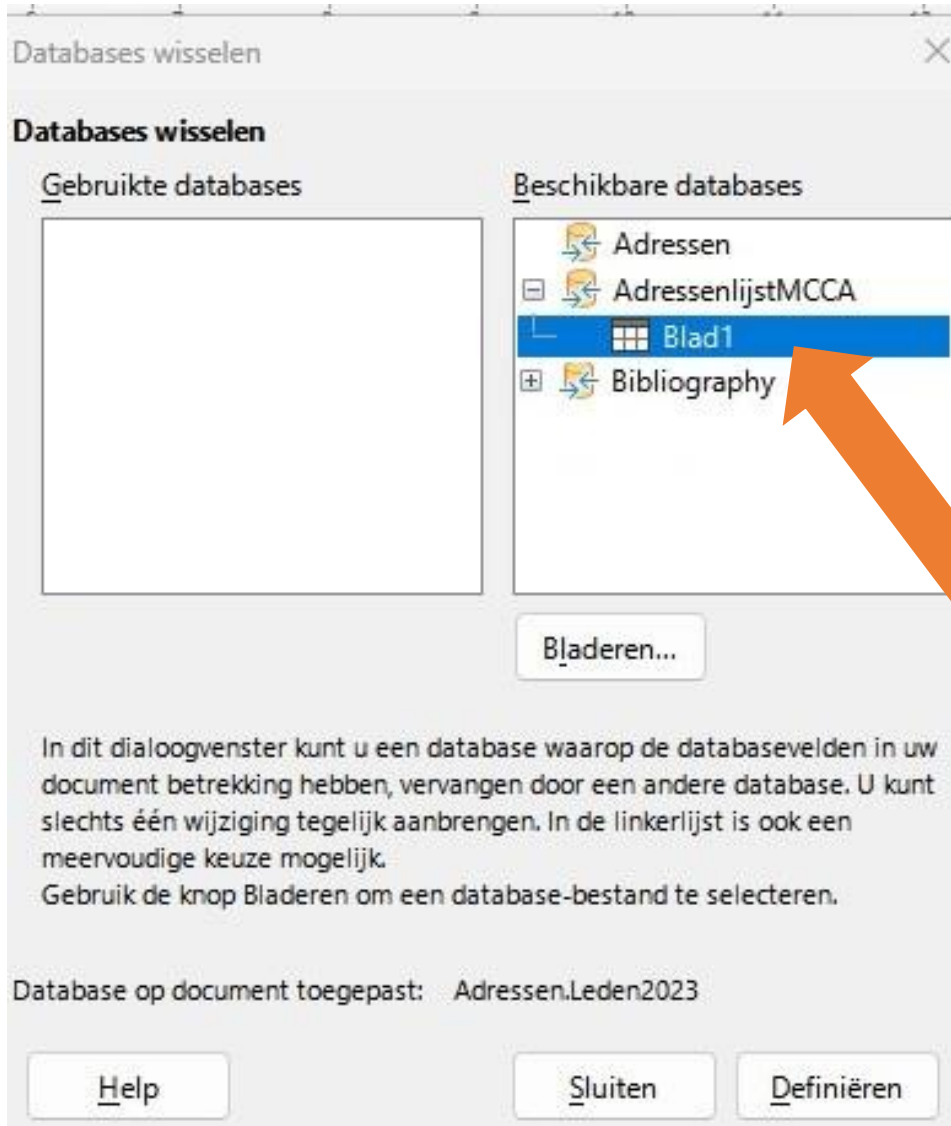 Databases wisselen
Databases wisselen
Gebruikte databases
Beschikbare databases
Adressen
AdressenlijstMCCA
Blad1
Bibliography
Bladeren...
In dit dialoogvenster kunt u een database waarop de databasevelden in uw
document betrekking hebben, vervangen door een andere database. U kunt
slechts één wijziging tegelijk aanbrengen. In de linkerlijst is ook een
meervoudige keuze mogelijk.
Gebruik de knop Bladeren om een database-bestand te selecteren.
Database op document toegepast: Adressen.Leden2023
Help
Sluiten
Definiëren